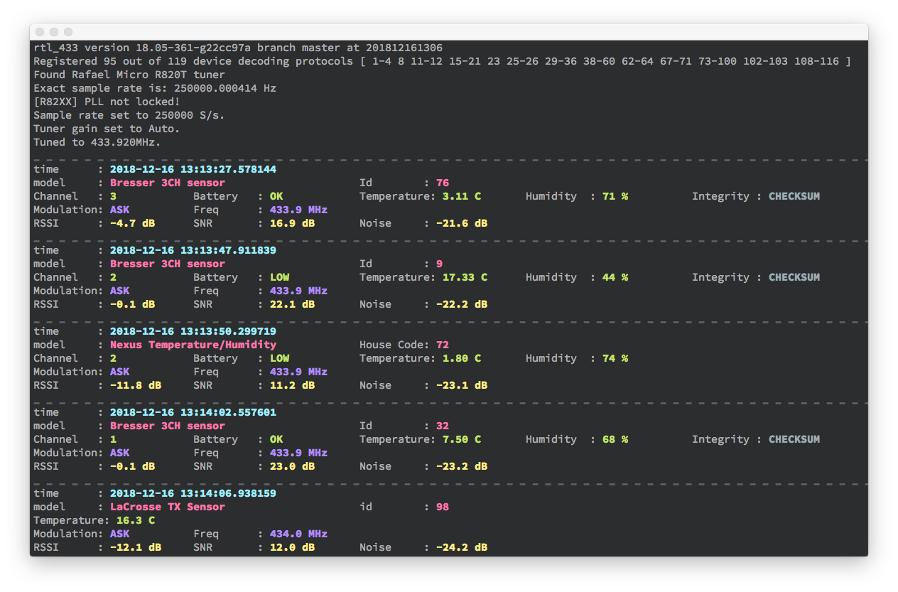 rtl_433 version 18.05-361-g22cc97a branch master at 201812161306
Registered 95 out of 119 device decoding protocols [ 1-4 8 11-12 15-21 23 25-26 29-36 38-60 62-64 67-71 73-100 102-103 108-116 ]
Found Rafael Micro R820T tuner
Exact sample rate is: 250000.000414 Hz
[R82XX] PLL not locked!
Sample rate set to 250000 S/s.
Tuner gain set to Auto.
Tuned to 433.920MHz.
_ _ _ _ _ _ _ _ _ _ _ _ _ _ _ _ _ _ _ _ _ _ _ _ _ _ _ _ _ _ _ _ _ _ _ _ _ _ _ _ _ _ _ _ _ _ _ _ _ _ _ _ _ _ _ _ _ _ _ _ _ _ _ _ _
time      : 2018-12-16 13:13:27.578144
model     : Bresser 3CH sensor                     Id        : 76
Channel   : 3            Battery   : OK            Temperature: 3.11 C       Humidity  : 71 %          Integrity : CHECKSUM
Modulation: ASK          Freq      : 433.9 MHz
RSSI      : -4.7 dB      SNR       : 16.9 dB       Noise     : -21.6 dB
_ _ _ _ _ _ _ _ _ _ _ _ _ _ _ _ _ _ _ _ _ _ _ _ _ _ _ _ _ _ _ _ _ _ _ _ _ _ _ _ _ _ _ _ _ _ _ _ _ _ _ _ _ _ _ _ _ _ _ _ _ _ _ _ _
time      : 2018-12-16 13:13:47.911839
model     : Bresser 3CH sensor                     Id        : 9
Channel   : 2            Battery   : LOW           Temperature: 17.33 C      Humidity  : 44 %          Integrity : CHECKSUM
Modulation: ASK          Freq      : 433.9 MHz
RSSI      : -0.1 dB      SNR       : 22.1 dB       Noise     : -22.2 dB
_ _ _ _ _ _ _ _ _ _ _ _ _ _ _ _ _ _ _ _ _ _ _ _ _ _ _ _ _ _ _ _ _ _ _ _ _ _ _ _ _ _ _ _ _ _ _ _ _ _ _ _ _ _ _ _ _ _ _ _ _ _ _ _ _
time      : 2018-12-16 13:13:50.299719
model     : Nexus Temperature/Humidity             House Code: 72
Channel   : 2            Battery   : LOW           Temperature: 1.80 C       Humidity  : 74 %
Modulation: ASK          Freq      : 433.9 MHz
RSSI      : -11.8 dB     SNR       : 11.2 dB       Noise     : -23.1 dB
_ _ _ _ _ _ _ _ _ _ _ _ _ _ _ _ _ _ _ _ _ _ _ _ _ _ _ _ _ _ _ _ _ _ _ _ _ _ _ _ _ _ _ _ _ _ _ _ _ _ _ _ _ _ _ _ _ _ _ _ _ _ _ _ _
time      : 2018-12-16 13:14:02.557601
model     : Bresser 3CH sensor                     Id        : 32
Channel   : 1            Battery   : OK            Temperature: 7.50 C       Humidity  : 68 %          Integrity : CHECKSUM
Modulation: ASK          Freq      : 433.9 MHz
RSSI      : -0.1 dB      SNR       : 23.0 dB       Noise     : -23.2 dB
_ _ _ _ _ _ _ _ _ _ _ _ _ _ _ _ _ _ _ _ _ _ _ _ _ _ _ _ _ _ _ _ _ _ _ _ _ _ _ _ _ _ _ _ _ _ _ _ _ _ _ _ _ _ _ _ _ _ _ _ _ _ _ _ _
time      : 2018-12-16 13:14:06.938159
model     : LaCrosse TX Sensor                     id        : 98
Temperature: 16.3 C
Modulation: ASK          Freq      : 434.0 MHz
RSSI      : -12.1 dB     SNR       : 12.0 dB       Noise     : -24.2 dB